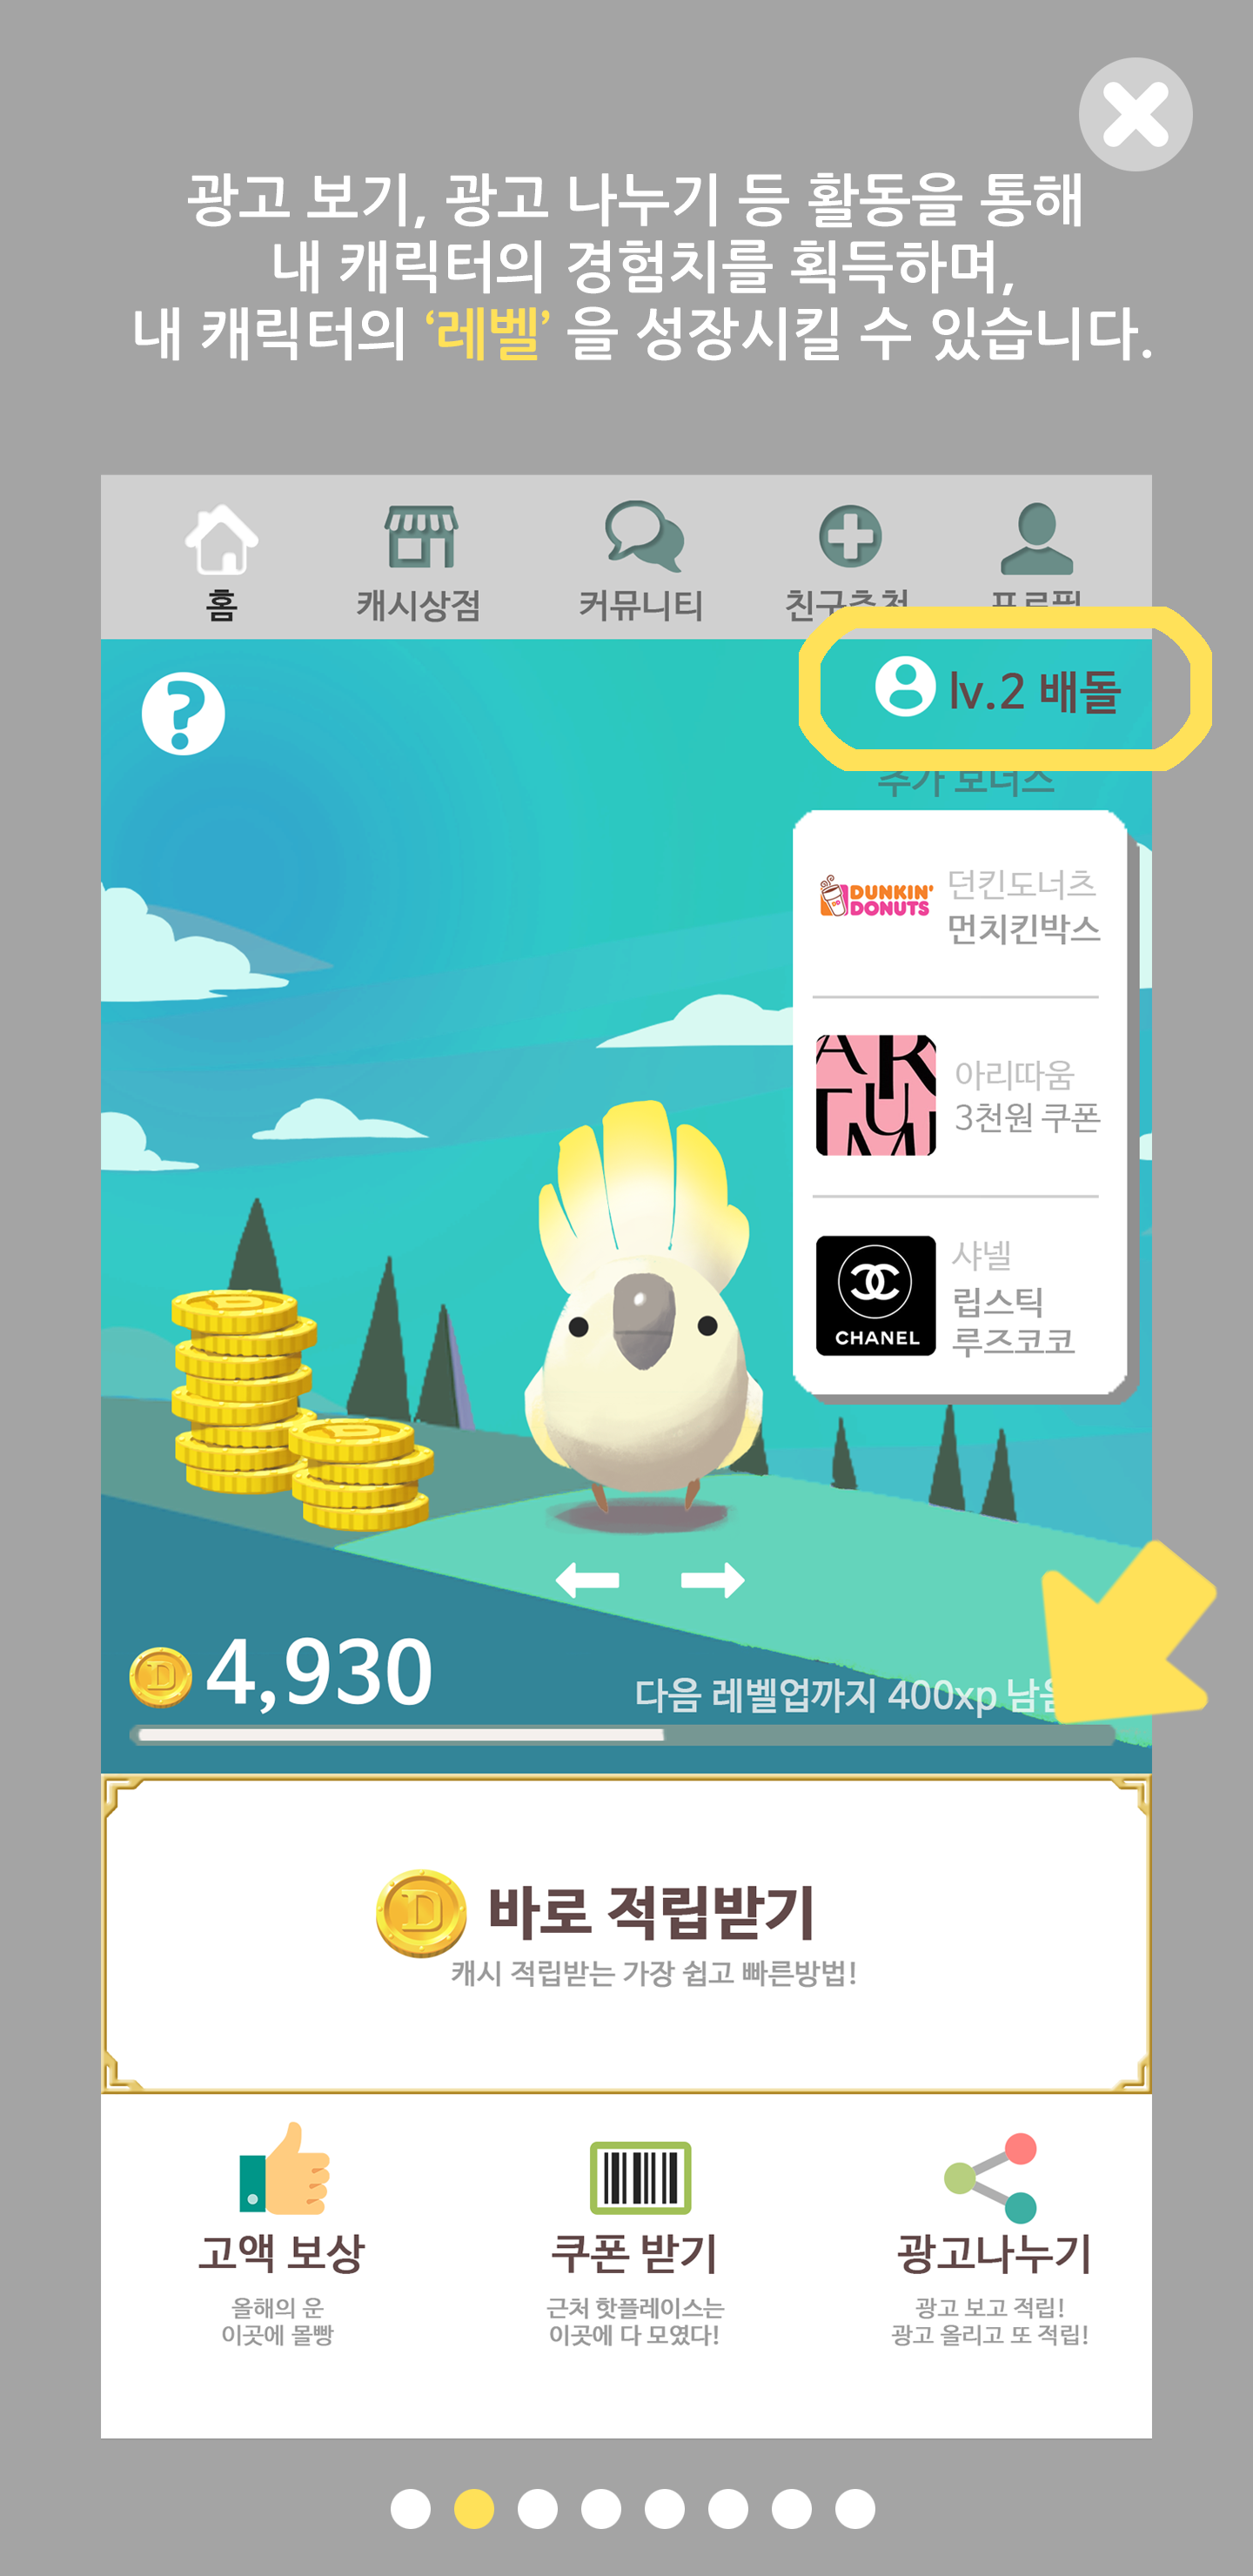 광고 보기, 광고 나누기 등 활동을 통해
내 캐릭터의 경험치를 획득하며,
내 캐릭터의 ‘레벨’ 을 성장시킬 수 있습니다.
홈
캐시상점
커뮤니티
친구추천
프로필
?
lv.2 배돌
추가 보너스
DUNKIN'
DONUTS
던킨도너츠
먼치킨박스
아리따움
3천원 쿠폰
CHANEL
샤넬
립스틱
루즈코코
D 4,930
다음 레벨업까지 400xp 남음
D 바로 적립받기
캐시 적립받는 가장 쉽고 빠른방법!
고액 보상
올해의 운
이곳에 몰빵
쿠폰 받기
근처 핫플레이스는
이곳에 다 모였다!
광고나누기
광고 보고 적립!
광고 올리고 또 적립!